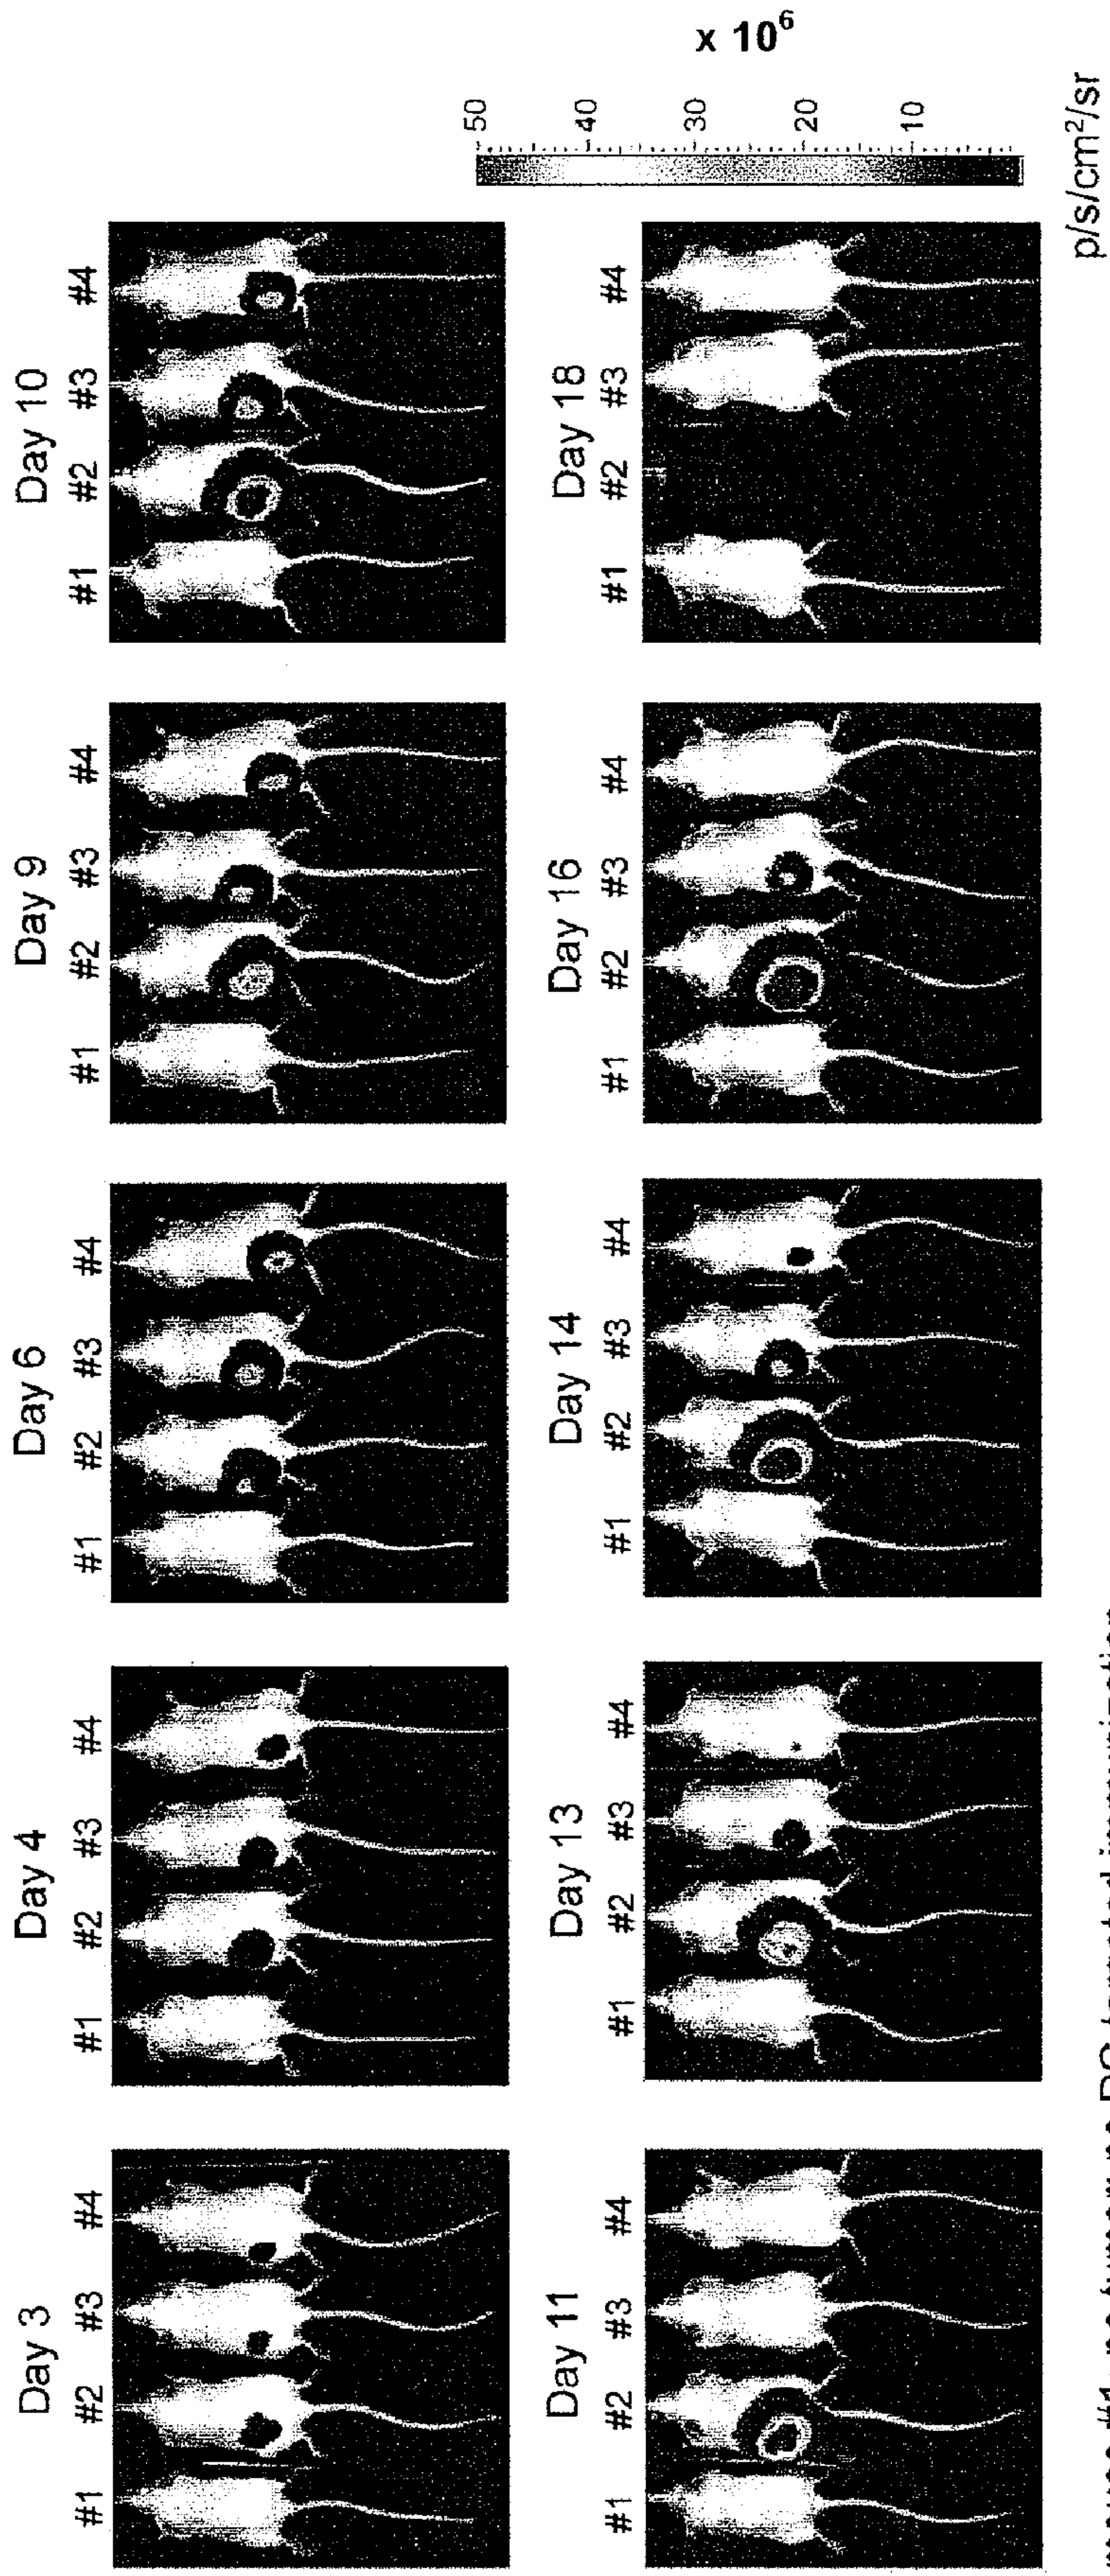 Day 3
#1 #2 #3 #4
Day 4
#1 #2 #3 #4
Day 6
#1 #2 #3 #4
Day 9
#1 #2 #3 #4
Day 10
#1 #2 #3 #4
Day 11
#1 #2 #3 #4
Day 13
#1 #2 #3 #4
Day 14
#1 #2 #3 #4
Day 16
#1 #2 #3 #4
Day 18
#1 #2 #3 #4
50
40
30
20
10
x 10⁶
p/s/cm²/sr